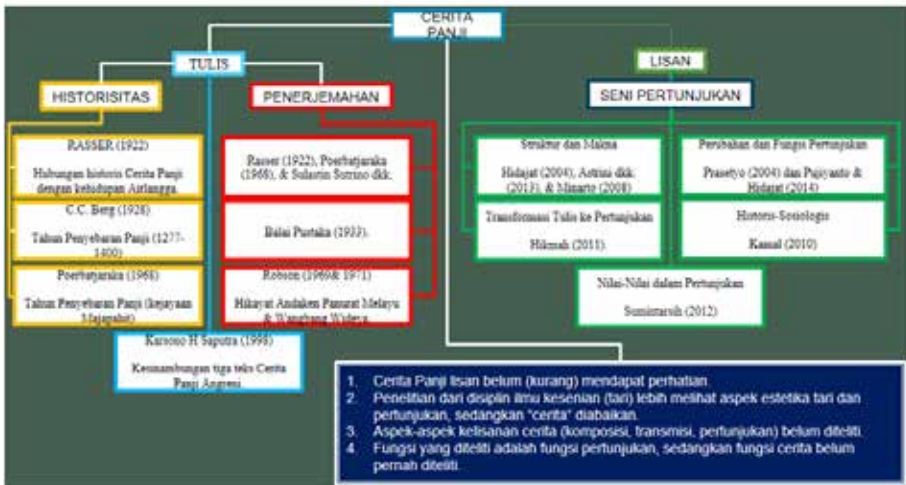 CERITA
PANJI
TULIS
LISAN
HISTORISITAS
PENERJEMAHAN
SENI PERTUNJUKAN
RASSER (1922)
Hubungan historis Cerita Panji
dengan kehidupan Airlangga.
C.C. Berg (1928)
Tahun Penyebaran Panji (1277-
1400)
Poerbatjaraka (1968)
Tahun Penyebaran Panji (kejayaan
Majapahit)
Rasser (1922), Poerbatjaraka
(1968), & Sulastin Sutrino dkk.
Balai Pustaka (1933).
Robson (1969& 1971)
Hikayat Andaken Panurat Melayu
& Wangbang Wideya.
Karsono H Saputra (1998)
Kesinambungan tiga teks Cerita
Panji Angreni.
Struktur dan Makna
Hidajat (2004), Astrini dkk.
(2013), & Minarto (2008)
Transformasi Tulis ke Pertunjukan
Hikmah (2011).
Perubahan dan Fungsi Pertunjukan
Prasetyo (2004) dan Pujiyanto &
Hidajat (2014)
Historis-Sosiologis
Kamal (2010)
Nilai-Nilai dalam Pertunjukan
Sumintarsih (2012)
1. Cerita Panji lisan belum (kurang) mendapat perhatian.
2. Penelitian dari disiplin ilmu kesenian (tari) lebih melihat aspek estetika tari dan
pertunjukan, sedangkan "cerita" diabaikan.
3. Aspek-aspek kelisanan cerita (komposisi, transmisi, pertunjukan) belum diteliti.
4. Fungsi yang diteliti adalah fungsi pertunjukan, sedangkan fungsi cerita belum
pernah diteliti.